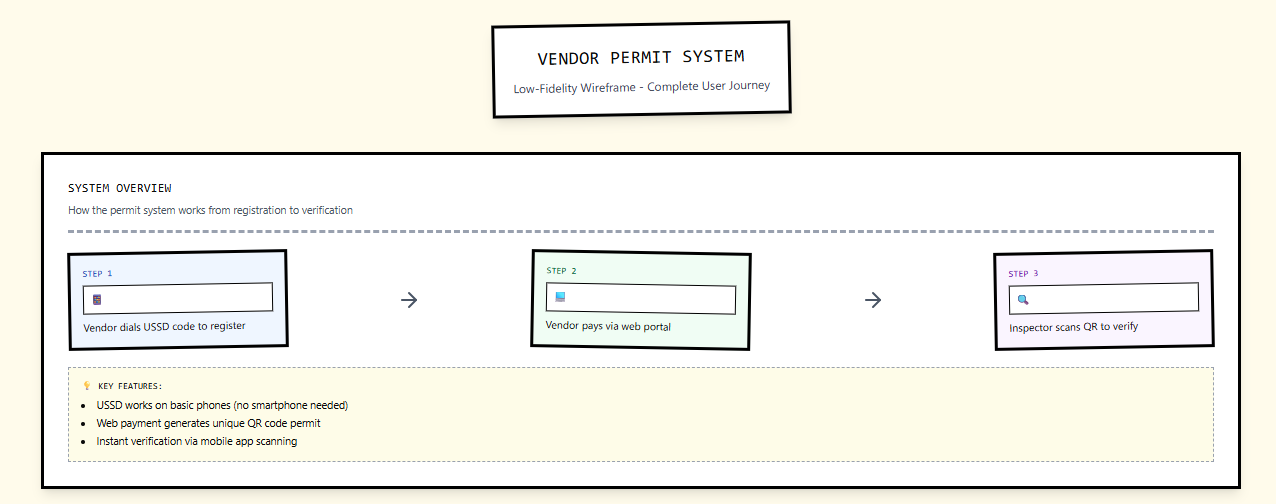 VENDOR PERMIT SYSTEM
Low-Fidelity Wireframe - Complete User Journey
SYSTEM OVERVIEW
How the permit system works from registration to verification
STEP 1
Vendor dials USSD code to register
STEP 2
Vendor pays via web portal
STEP 3
Inspector scans QR to verify
KEY FEATURES:
USSD works on basic phones (no smartphone needed)
Web payment generates unique QR code permit
Instant verification via mobile app scanning